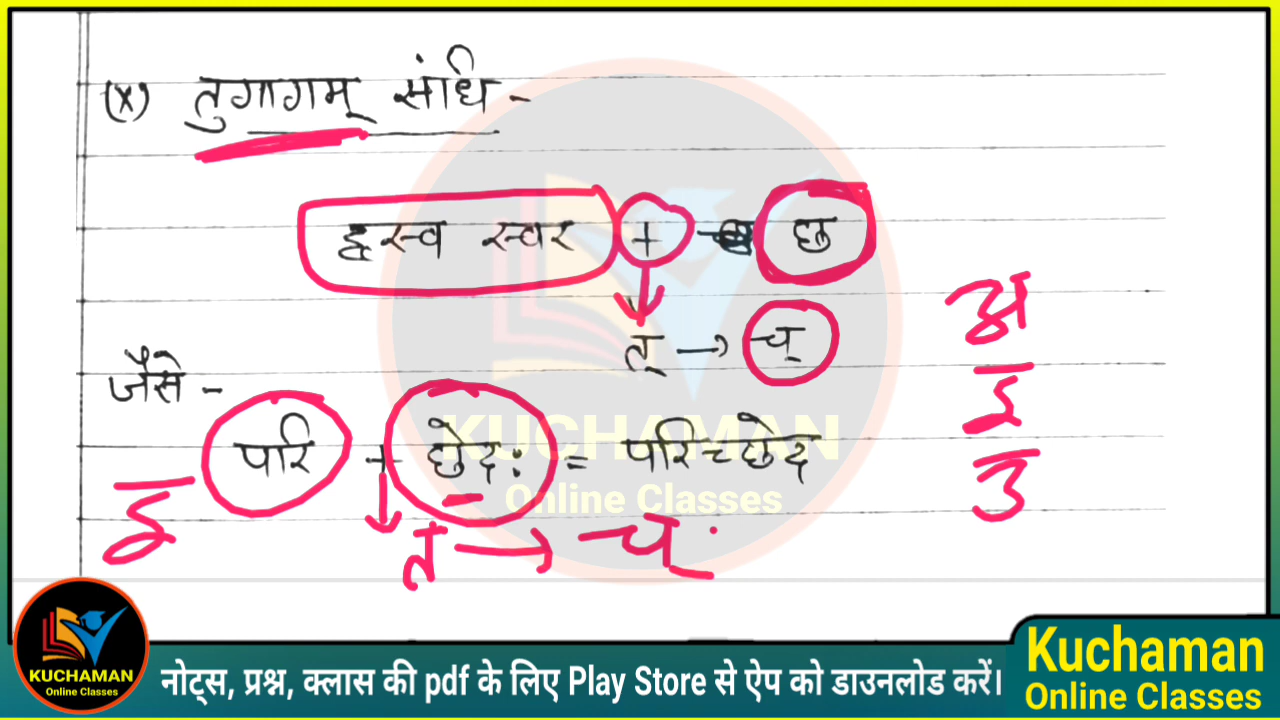 (x) तुगागम् संधि -
ह्रस्व स्वर + छ
त् → च्
जैसे -
परि + छेदः = परिच्छेद
त → च्
इ
अ
इ
उ
KUCHAMAN
Online Classes
KUCHAMAN
Online Classes
नोट्स, प्रश्न, क्लास की pdf के लिए Play Store से ऐप को डाउनलोड करें।
Kuchaman
Online Classes